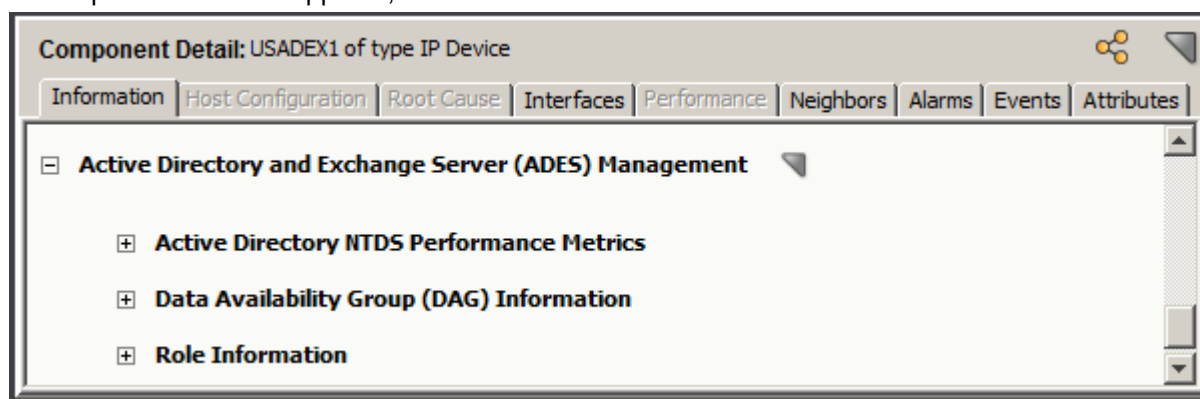 Component Detail: USADEX1 of type IP Device
Information Host Configuration Root Cause Interfaces Performance Neighbors Alarms Events Attributes
Active Directory and Exchange Server (ADES) Management
Active Directory NTDS Performance Metrics
Data Availability Group (DAG) Information
Role Information